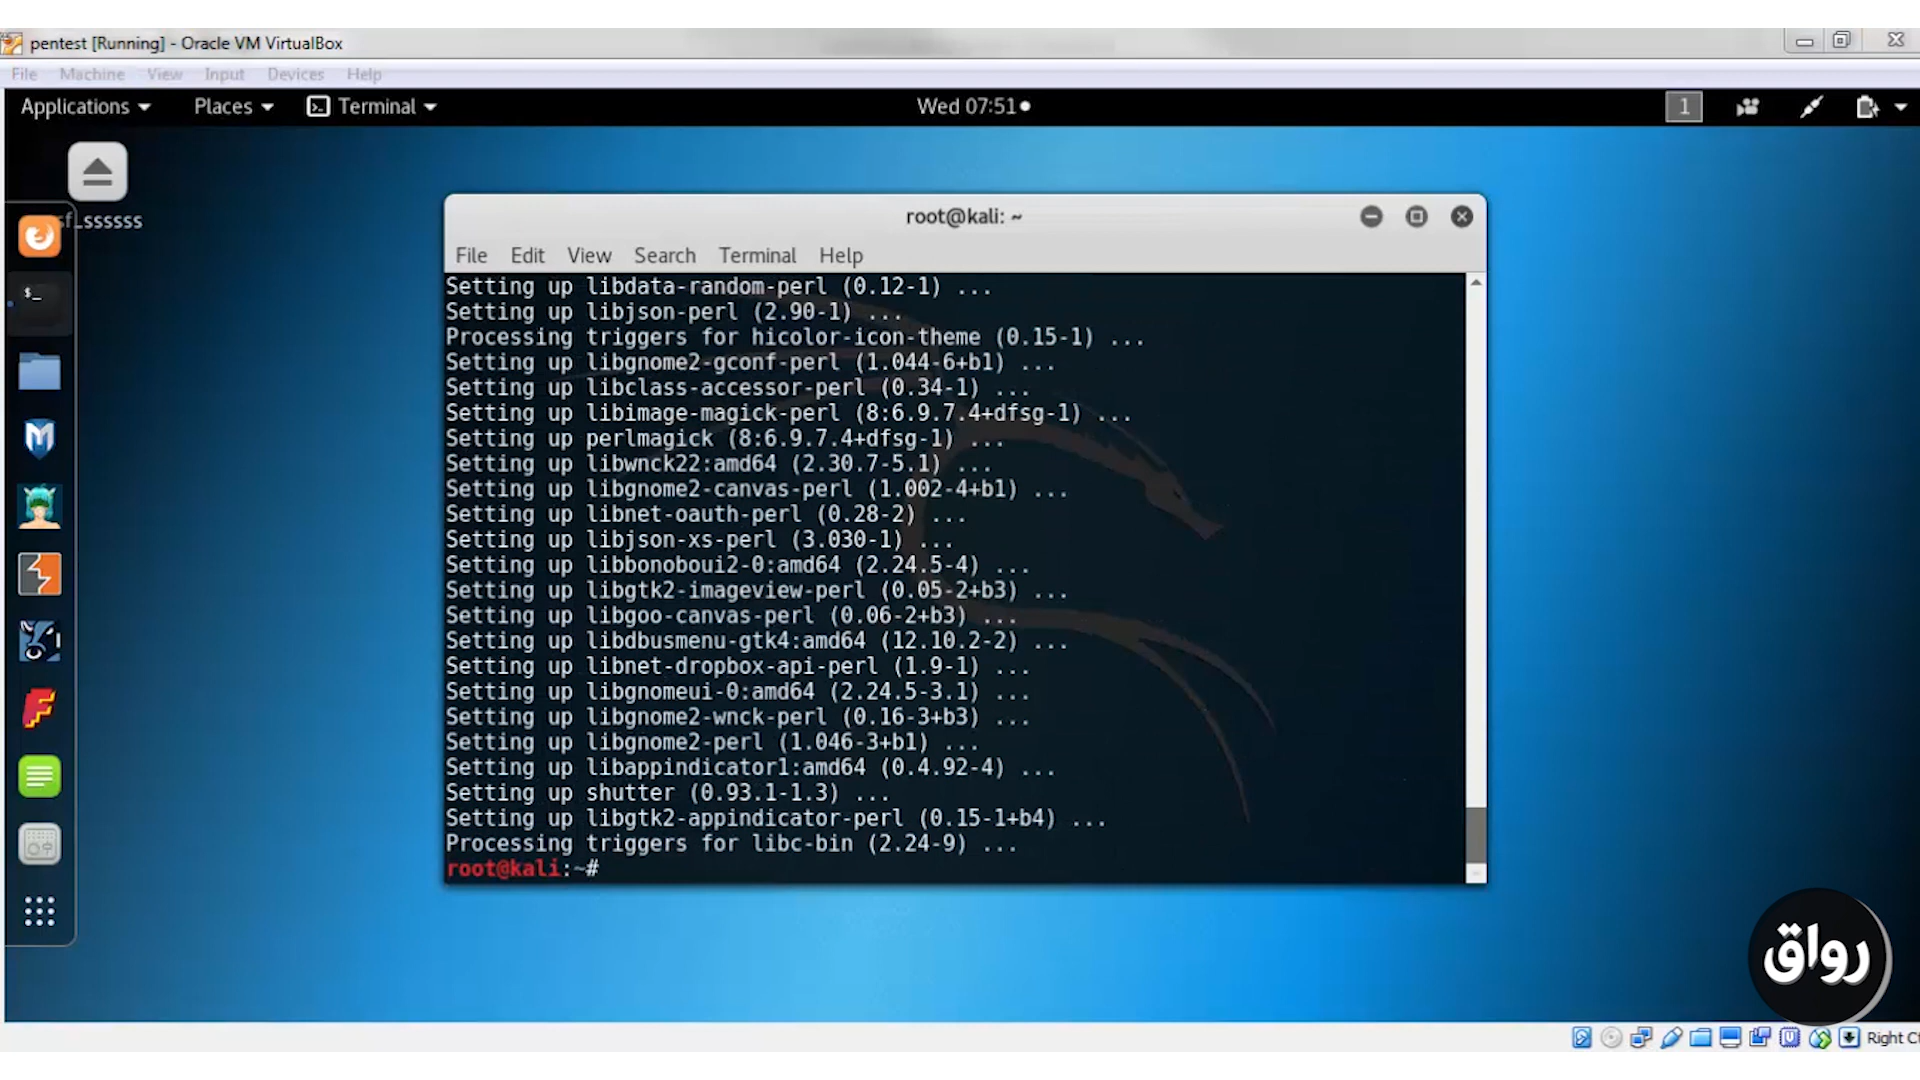 pentest [Running] - Oracle VM VirtualBox
File Machine View Input Devices Help
Applications Places Terminal Wed 07:51 1
sf_ssssss
root@kali: ~
File Edit View Search Terminal Help
Setting up libdata-random-perl (0.12-1) ...
Setting up libjson-perl (2.90-1) ...
Processing triggers for hicolor-icon-theme (0.15-1) ...
Setting up libgnome2-gconf-perl (1.044-6+b1) ...
Setting up libclass-accessor-perl (0.34-1) ...
Setting up libimage-magick-perl (8:6.9.7.4+dfsg-1) ...
Setting up perlmagick (8:6.9.7.4+dfsg-1) ...
Setting up libwnck22:amd64 (2.30.7-5.1) ...
Setting up libgnome2-canvas-perl (1.002-4+b1) ...
Setting up libnet-oauth-perl (0.28-2) ...
Setting up libjson-xs-perl (3.030-1) ...
Setting up libbonoboui2-0:amd64 (2.24.5-4) ...
Setting up libgtk2-imageview-perl (0.05-2+b3) ...
Setting up libgoo-canvas-perl (0.06-2+b3) ...
Setting up libdbusmenu-gtk4:amd64 (12.10.2-2) ...
Setting up libnet-dropbox-api-perl (1.9-1) ...
Setting up libgnomeui-0:amd64 (2.24.5-3.1) ...
Setting up libgnome2-wnck-perl (0.16-3+b3) ...
Setting up libgnome2-perl (1.046-3+b1) ...
Setting up libappindicator1:amd64 (0.4.92-4) ...
Setting up shutter (0.93.1-1.3) ...
Setting up libgtk2-appindicator-perl (0.15-1+b4) ...
Processing triggers for libc-bin (2.24-9) ...
root@kali:~#
رواق
Right Ct